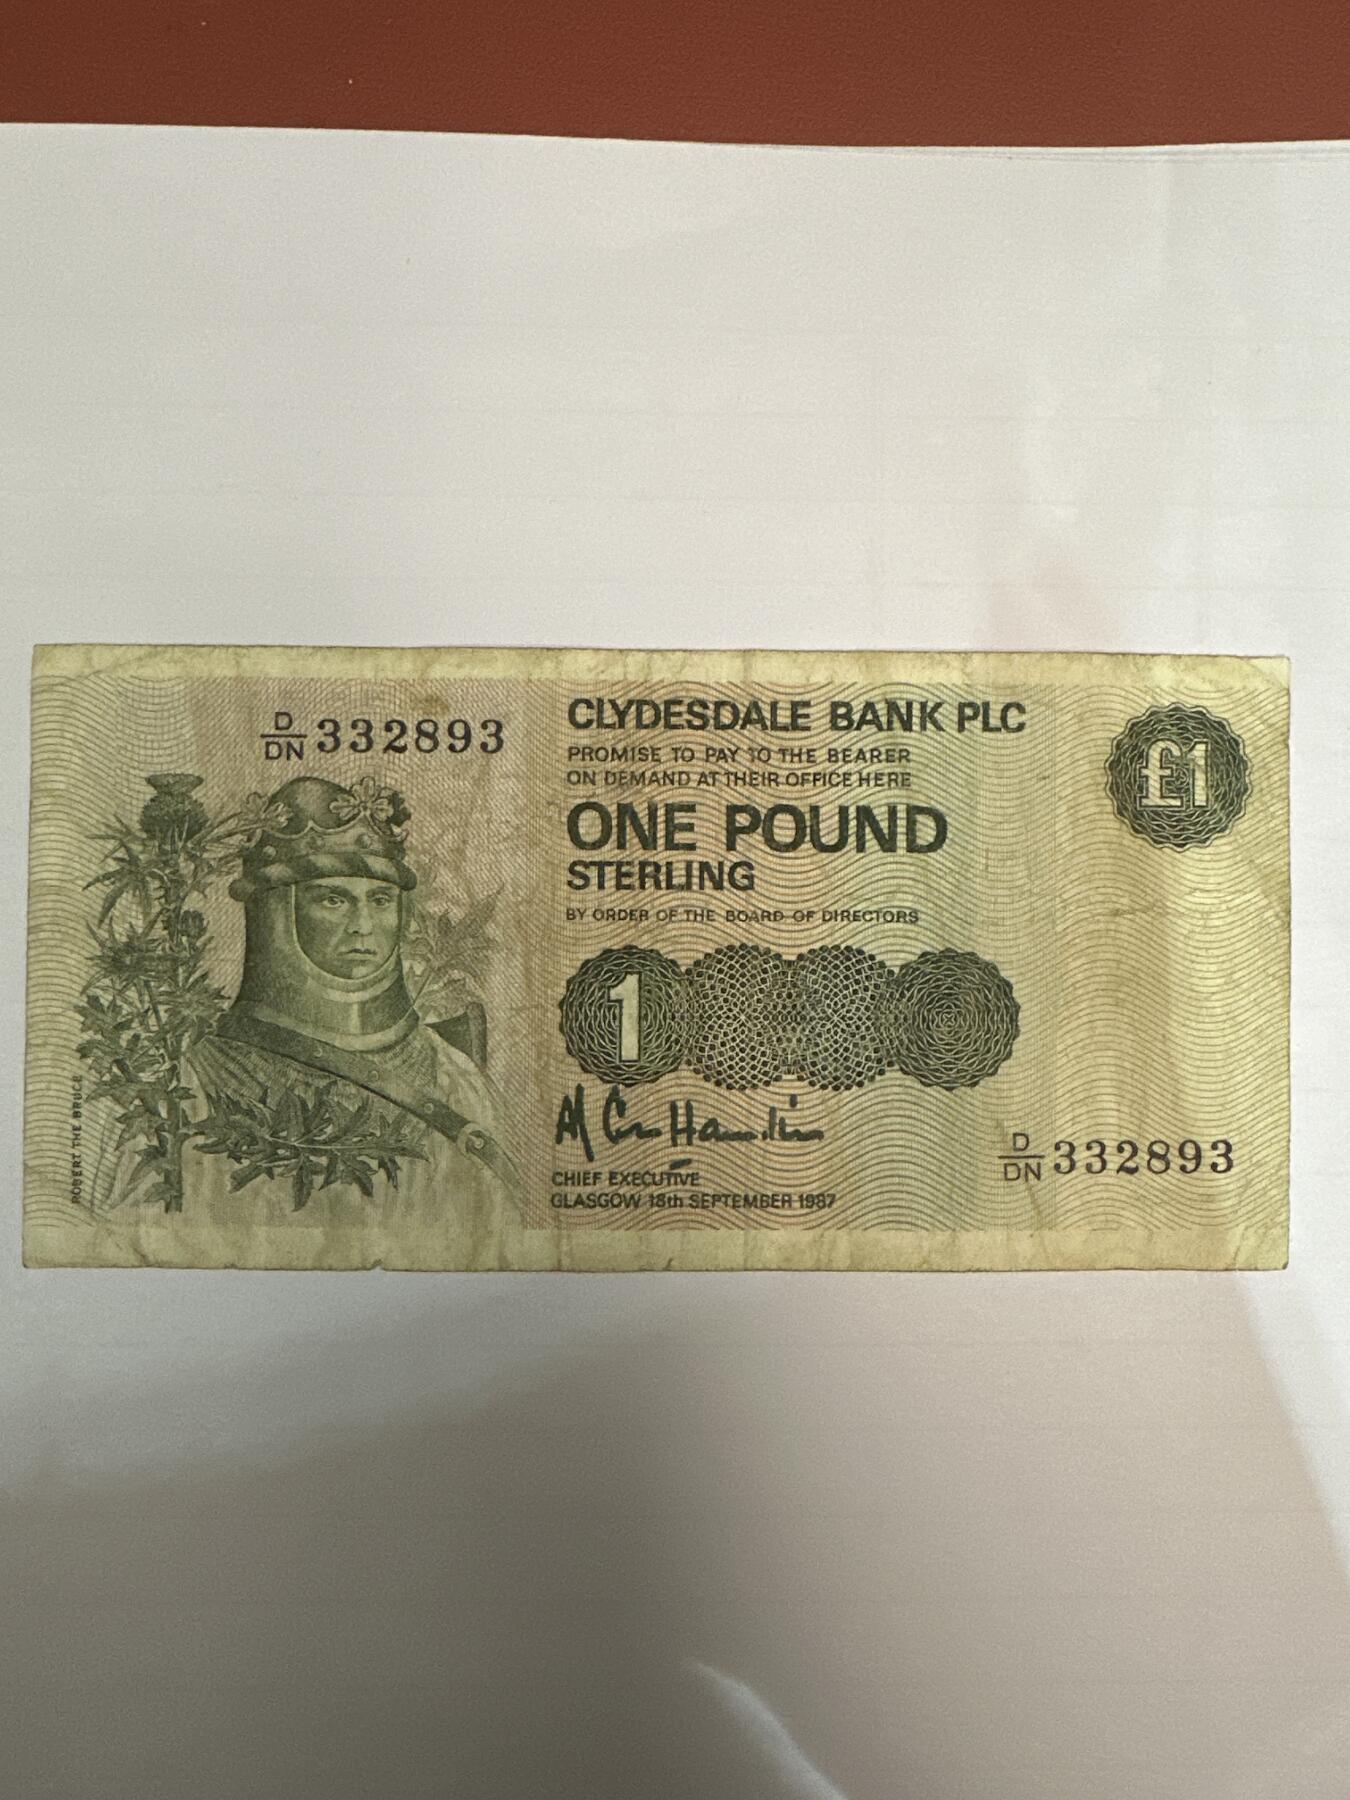 D/DN 332893
CLYDESDALE BANK PLC
PROMISE TO PAY TO THE BEARER
ON DEMAND AT THEIR OFFICE HERE
ONE POUND
STERLING
BY ORDER OF THE BOARD OF DIRECTORS
£1
1
ROBERT THE BRUCE
A R Cole Hamilton
CHIEF EXECUTIVE
GLASGOW 18th SEPTEMBER 1987
D/DN 332893